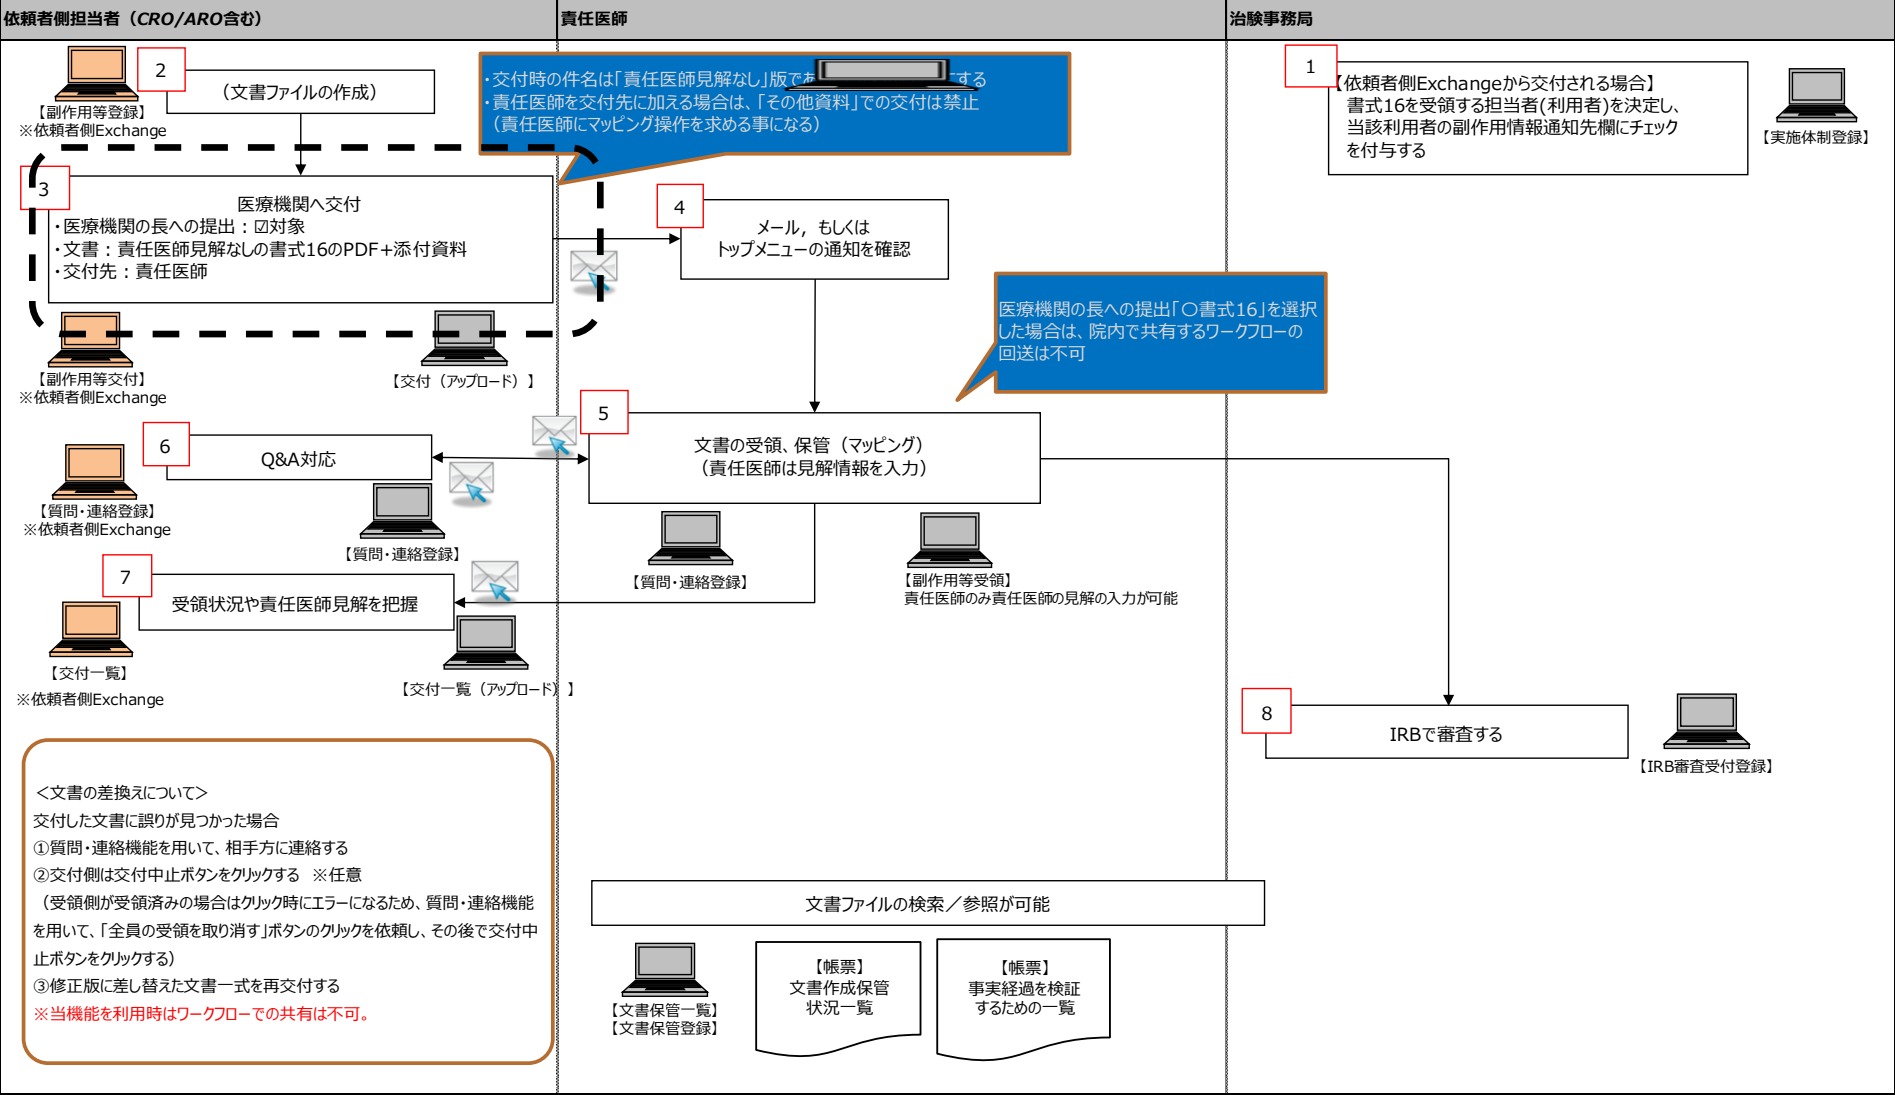 依頼者側担当者（CRO/ARO含む）
責任医師
治験事務局
1
【依頼者側Exchangeから交付される場合】
書式16を受領する担当者(利用者)を決定し、
当該利用者の副作用情報通知先欄にチェック
を付与する
【実施体制登録】
2
（文書ファイルの作成）
【副作用等登録】
※依頼者側Exchange
・交付時の件名は「責任医師見解なし」版であ
する
・責任医師を交付先に加える場合は、「その他資料」での交付は禁止
（責任医師にマッピング操作を求める事になる）
3
医療機関へ交付
・医療機関の長への提出：☑対象
・文書：責任医師見解なしの書式16のPDF+添付資料
・交付先：責任医師
【副作用等交付】
※依頼者側Exchange
【交付（アップロード）】
4
メール，もしくは
トップメニューの通知を確認
医療機関の長への提出「〇書式16」を選択
した場合は、院内で共有するワークフローの
回送は不可
5
文書の受領、保管（マッピング）
（責任医師は見解情報を入力）
【質問・連絡登録】
【副作用等受領】
責任医師のみ責任医師の見解の入力が可能
6
Q&A対応
【質問・連絡登録】
※依頼者側Exchange
【質問・連絡登録】
7
受領状況や責任医師見解を把握
【交付一覧】
※依頼者側Exchange
【交付一覧（アップロード）】
8
IRBで審査する
【IRB審査受付登録】
＜文書の差換えについて＞
交付した文書に誤りが見つかった場合
①質問・連絡機能を用いて、相手方に連絡する
②交付側は交付中止ボタンをクリックする　※任意
（受領側が受領済みの場合はクリック時にエラーになるため、質問・連絡機能
を用いて、「全員の受領を取り消す」ボタンのクリックを依頼し、その後で交付中
止ボタンをクリックする）
③修正版に差し替えた文書一式を再交付する
※当機能を利用時はワークフローでの共有は不可。
文書ファイルの検索／参照が可能
【文書保管一覧】
【文書保管登録】
【帳票】
文書作成保管
状況一覧
【帳票】
事実経過を検証
するための一覧